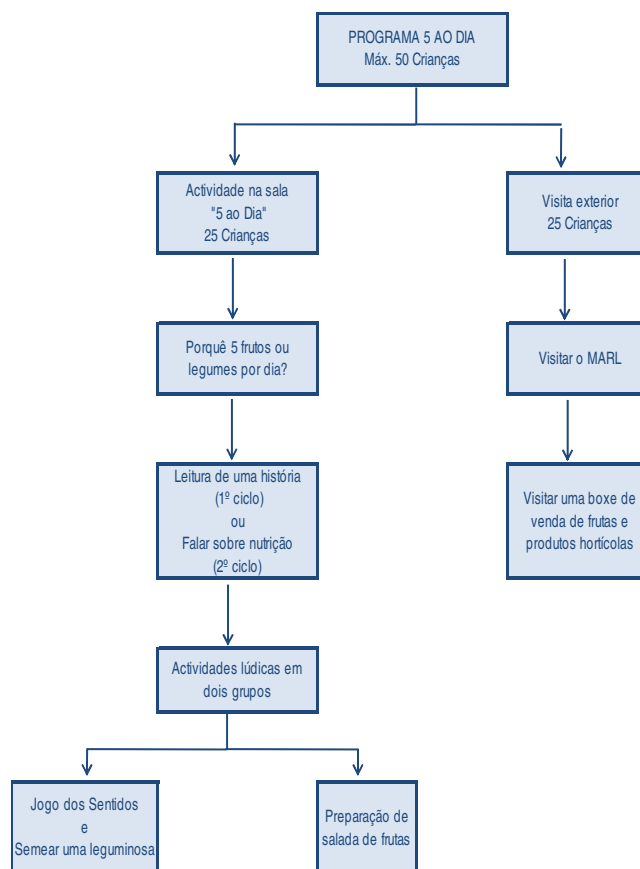 PROGRAMA 5 AO DIA
Máx. 50 Crianças
Actividade na sala
"5 ao Dia"
25 Crianças
Visita exterior
25 Crianças
Porquê 5 frutos ou
legumes por dia?
Visitar o MARL
Leitura de uma história
(1º ciclo)
ou
Falar sobre nutrição
(2º ciclo)
Visitar uma boxe de
venda de frutas e
produtos hortícolas
Actividades lúdicas em
dois grupos
Jogo dos Sentidos
e
Semear uma leguminosa
Preparação de
salada de frutas